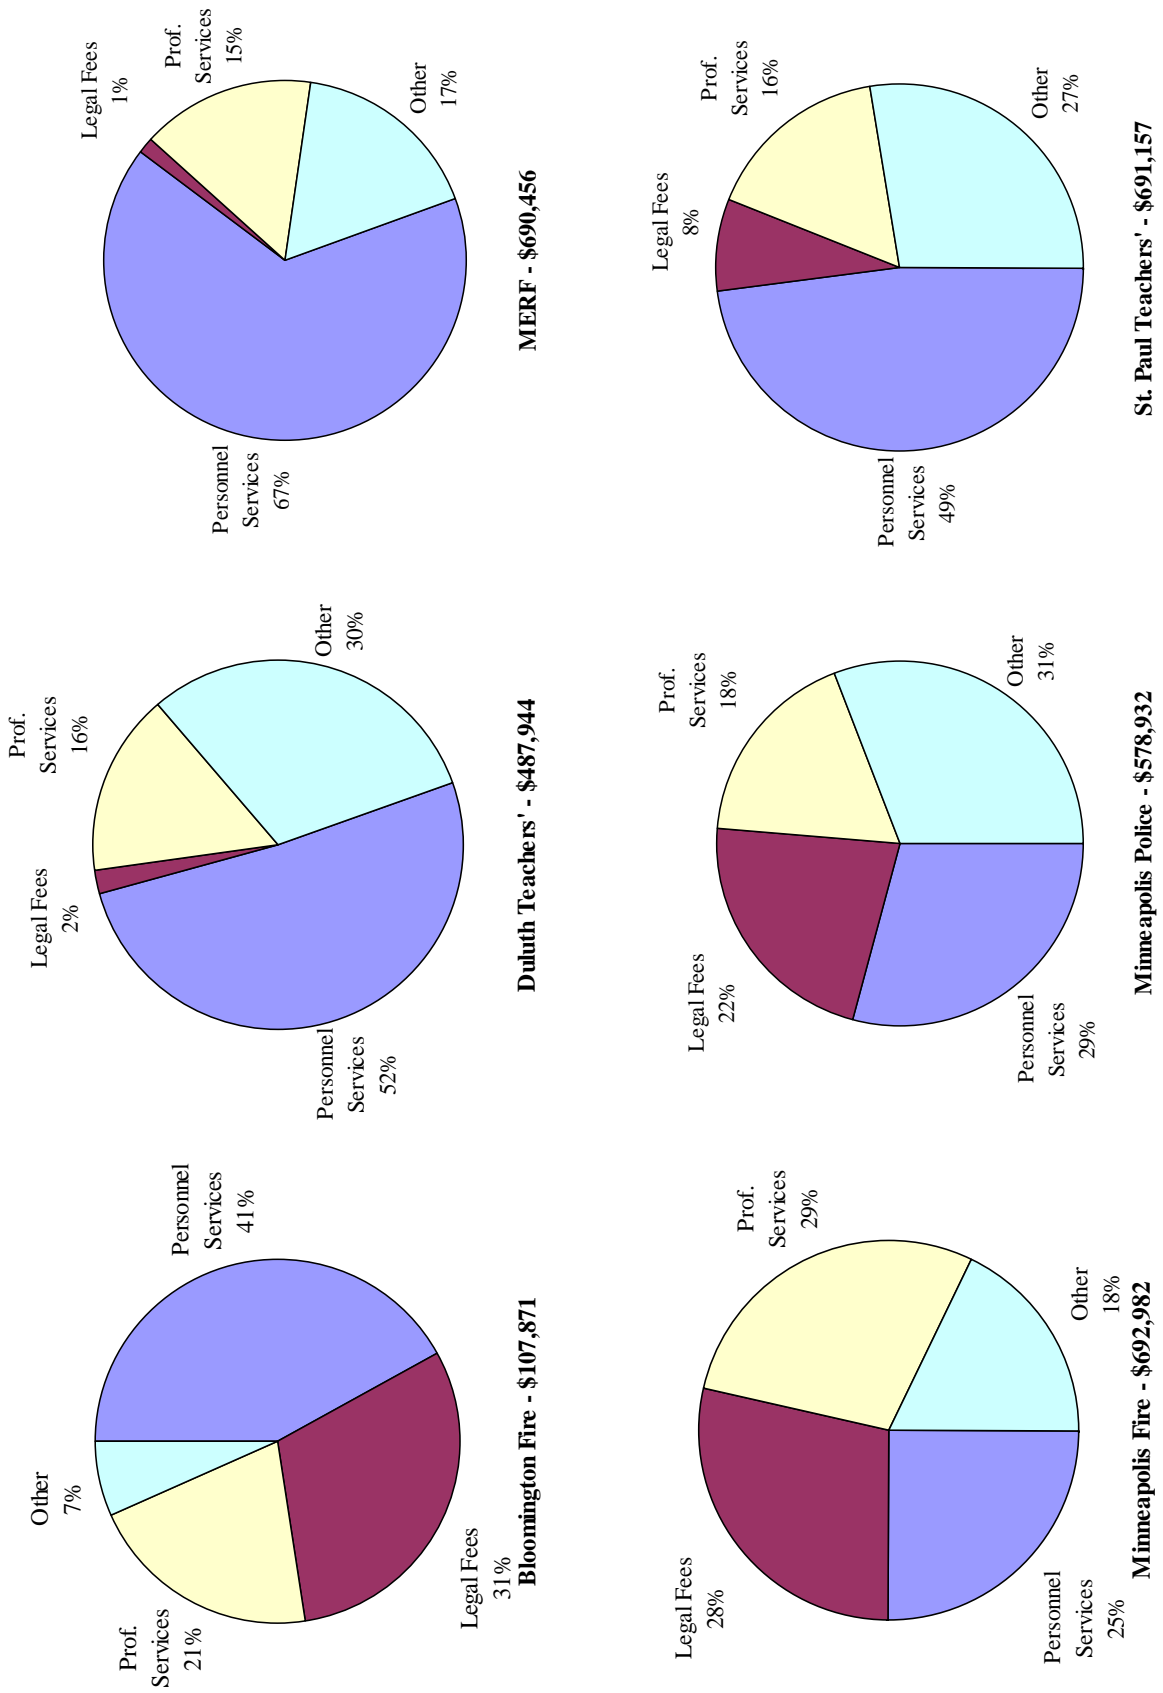 Other
7%
Prof.
Services
21%
Personnel
Services
41%
Legal Fees
31%
Bloomington Fire - $107,871
Legal Fees
2%
Prof.
Services
16%
Other
30%
Personnel
Services
52%
Duluth Teachers' - $487,944
Legal Fees
1%
Prof.
Services
15%
Other
17%
Personnel
Services
67%
MERF - $690,456
Legal Fees
28%
Prof.
Services
29%
Other
18%
Personnel
Services
25%
Minneapolis Fire - $692,982
Legal Fees
22%
Prof.
Services
18%
Other
31%
Personnel
Services
29%
Minneapolis Police - $578,932
Legal Fees
8%
Prof.
Services
16%
Other
27%
Personnel
Services
49%
St. Paul Teachers' - $691,157